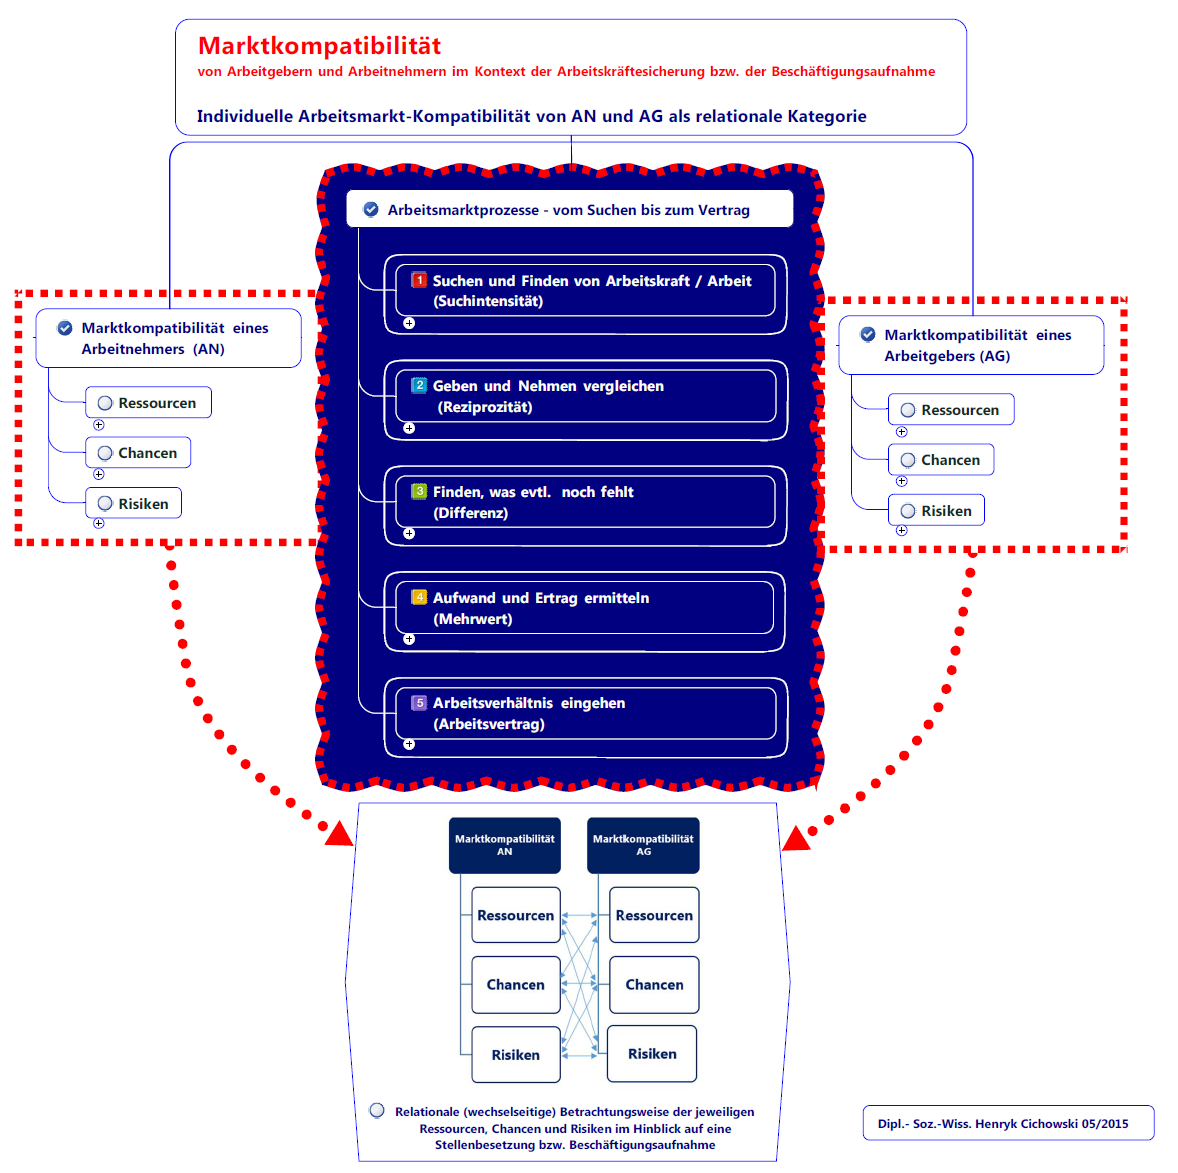 Marktkompatibilität
von Arbeitgebern und Arbeitnehmern im Kontext der Arbeitskräftesicherung bzw. der Beschäftigungsaufnahme
Individuelle Arbeitsmarkt-Kompatibilität von AN und AG als relationale Kategorie
Arbeitsmarktprozesse - vom Suchen bis zum Vertrag
1 Suchen und Finden von Arbeitskraft / Arbeit
(Suchintensität)
2 Geben und Nehmen vergleichen
(Reziprozität)
3 Finden, was evtl. noch fehlt
(Differenz)
4 Aufwand und Ertrag ermitteln
(Mehrwert)
5 Arbeitsverhältnis eingehen
(Arbeitsvertrag)
Marktkompatibilität eines
Arbeitnehmers (AN)
Ressourcen
Chancen
Risiken
Marktkompatibilität eines
Arbeitgebers (AG)
Ressourcen
Chancen
Risiken
Marktkompatibilität
AN
Ressourcen
Chancen
Risiken
Marktkompatibilität
AG
Ressourcen
Chancen
Risiken
Relationale (wechselseitige) Betrachtungsweise der jeweiligen
Ressourcen, Chancen und Risiken im Hinblick auf eine
Stellenbesetzung bzw. Beschäftigungsaufnahme
Dipl.- Soz.-Wiss. Henryk Cichowski 05/2015